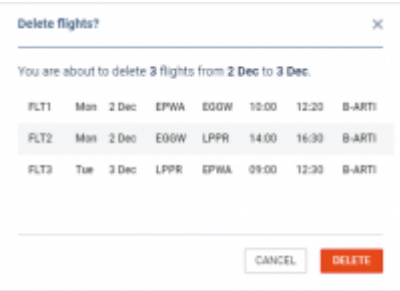 Delete flights?
You are about to delete 3 flights from 2 Dec to 3 Dec.
FLT1 Mon 2 Dec EPWA EGGW 10:00 12:20 B-ARTI
FLT2 Mon 2 Dec EGGW LPPR 14:00 16:30 B-ARTI
FLT3 Tue 3 Dec LPPR EPWA 09:00 12:30 B-ARTI
CANCEL DELETE